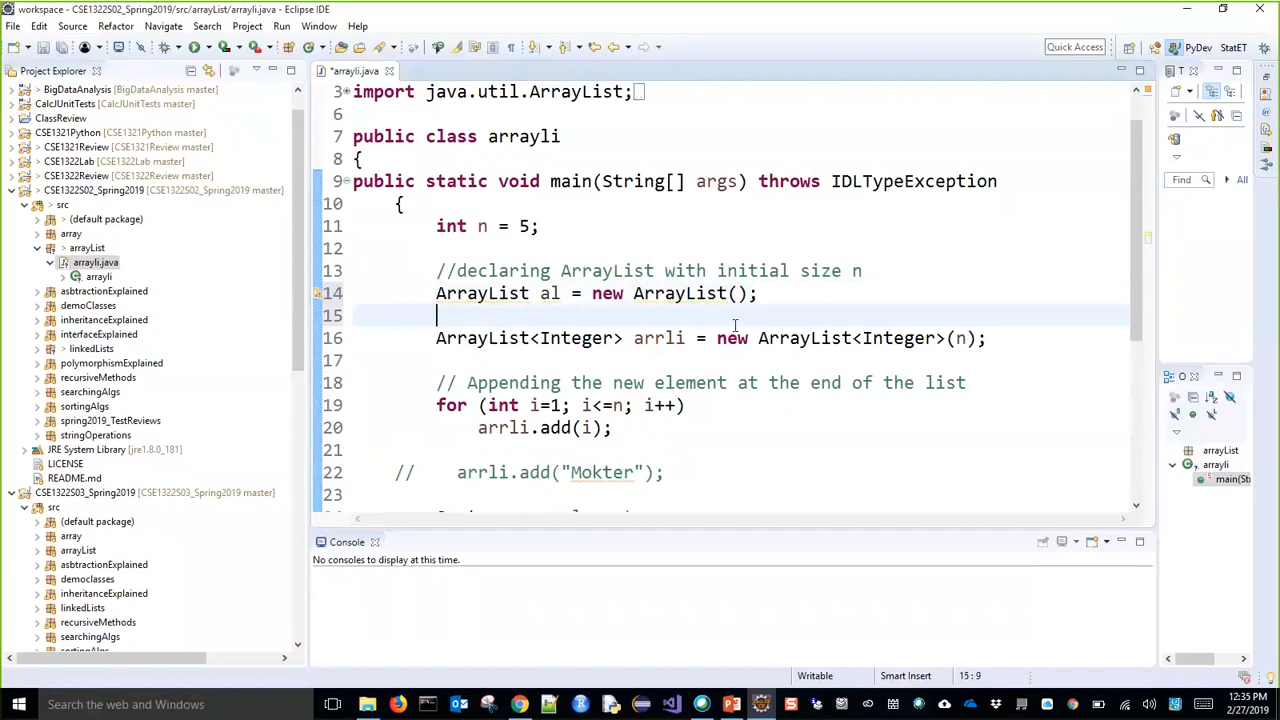 workspace - CSE1322S02_Spring2019/src/arrayList/arrayli.java - Eclipse IDE
File Edit Source Refactor Navigate Search Project Run Window Help
Quick Access
PyDev StatET
Project Explorer
> BigDataAnalysis [BigDataAnalysis master]
CalcJUnitTests [CalcJUnitTests master]
ClassReview
CSE1321Python [CSE1321Python master]
> CSE1321Review [CSE1321Review master]
> CSE1322Lab [CSE1322Lab master]
> CSE1322Review [CSE1322Review master]
> CSE1322S02_Spring2019 [CSE1322S02_Spring2019 master]
> src
> (default package)
array
> arrayList
> arrayli.java
> arrayli
asbtractionExplained
demoClasses
inheritanceExplained
interfaceExplained
> linkedLists
polymorphismExplained
recursiveMethods
searchingAlgs
sortingAlgs
spring2019_TestReviews
stringOperations
JRE System Library [jre1.8.0_181]
LICENSE
README.md
CSE1322S03_Spring2019 [CSE1322S03_Spring2019 master]
src
(default package)
array
arrayList
asbtractionExplained
democlasses
inheritanceExplained
linkedLists
recursiveMethods
searchingAlgs
*arrayli.java
3 import java.util.ArrayList;
6
7 public class arrayli
8 {
9 public static void main(String[] args) throws IDLTypeException
10 {
11 int n = 5;
12
13 //declaring ArrayList with initial size n
14 ArrayList al = new ArrayList();
15
16 ArrayList<Integer> arrli = new ArrayList<Integer>(n);
17
18 // Appending the new element at the end of the list
19 for (int i=1; i<=n; i++)
20 arrli.add(i);
21
22 // arrli.add("Mokter");
23
Console
No consoles to display at this time.
T
Find
All
O
arrayList
arrayli
main(Sti
Writable
Smart Insert
15 : 9
Search the web and Windows
12:35 PM
2/27/2019